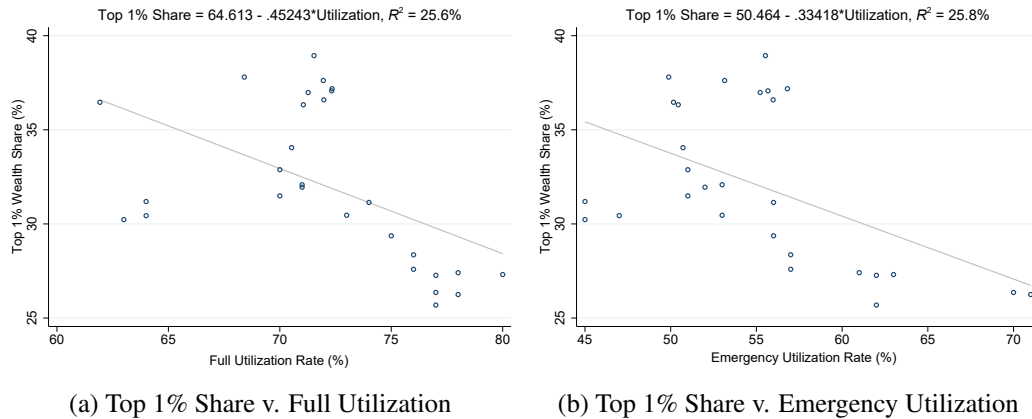 Top 1% Share = 64.613 - .45243*Utilization, R² = 25.6%
40
35
30
25
Top 1% Wealth Share (%)
60 65 70 75 80
Full Utilization Rate (%)
(a) Top 1% Share v. Full Utilization
Top 1% Share = 50.464 - .33418*Utilization, R² = 25.8%
40
35
30
25
Top 1% Wealth Share (%)
45 50 55 60 65 70
Emergency Utilization Rate (%)
(b) Top 1% Share v. Emergency Utilization